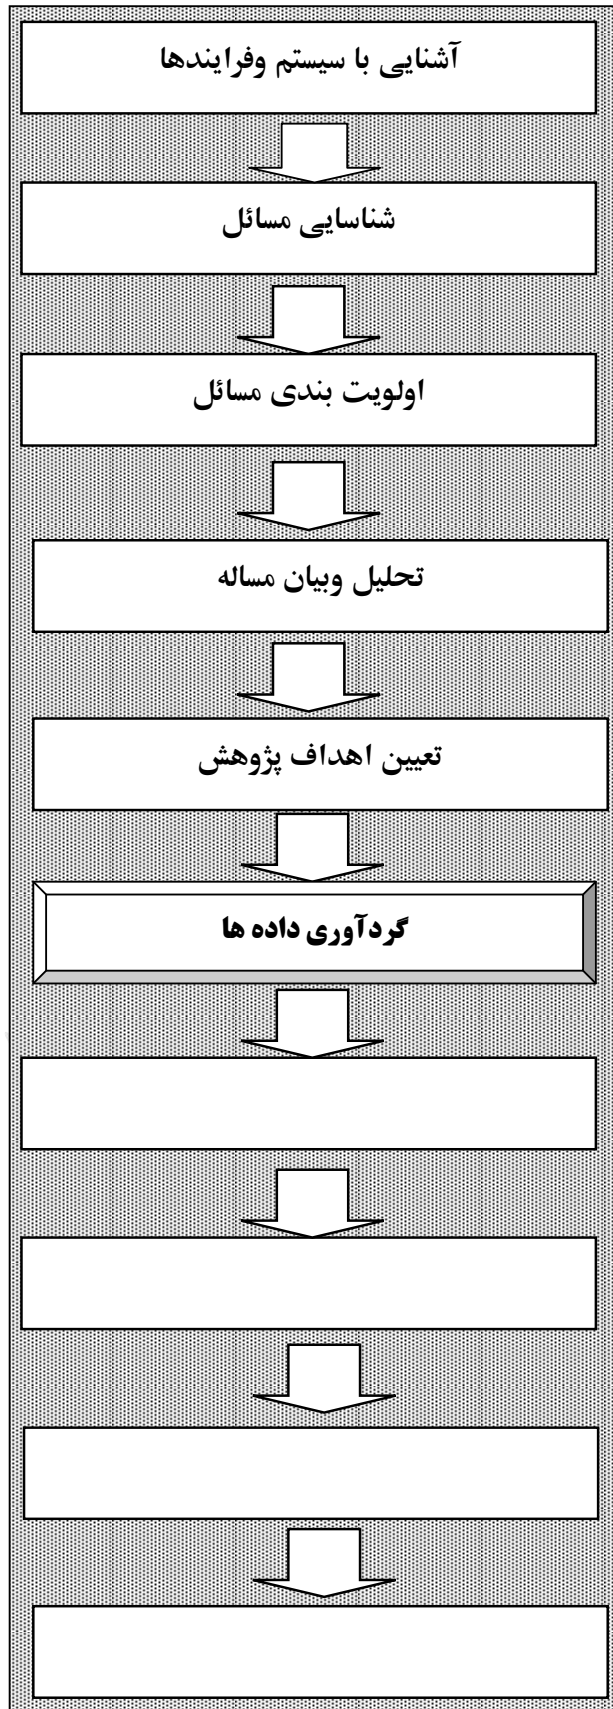 آشنایی با سیستم وفرایندها
شناسایی مسائل
اولویت بندی مسائل
تحلیل وبیان مساله
تعیین اهداف پژوهش
گردآوری داده ها